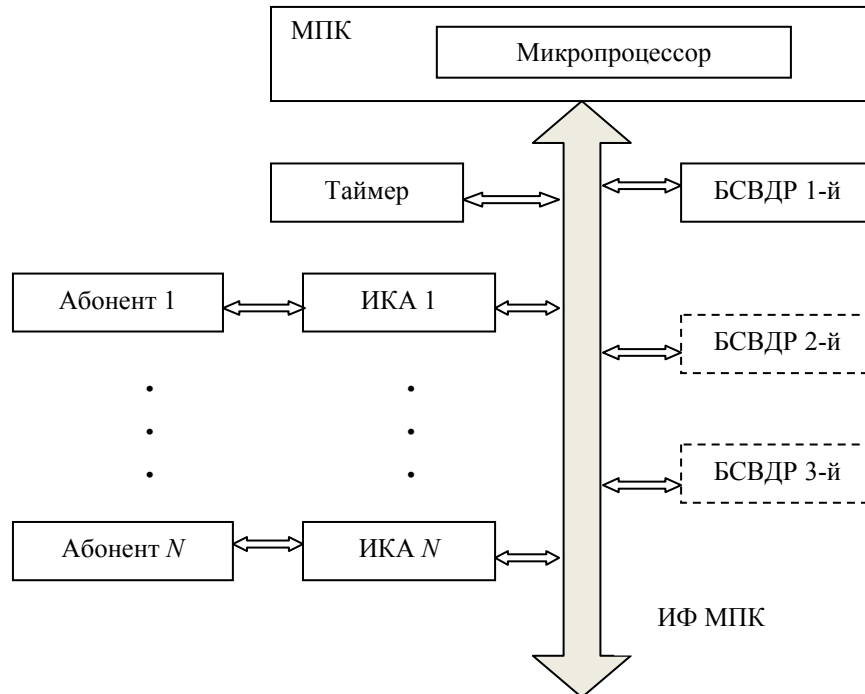 МПК
Микропроцессор
Таймер
БСВДР 1-й
Абонент 1
ИКА 1
БСВДР 2-й
БСВДР 3-й
Абонент N
ИКА N
ИФ МПК